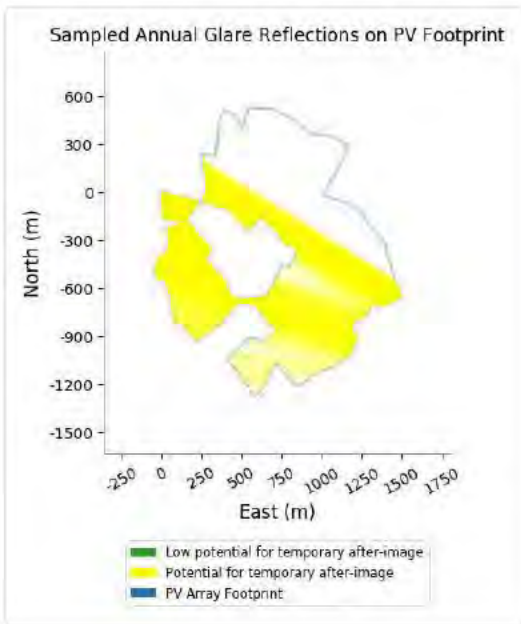 Sampled Annual Glare Reflections on PV Footprint
600
300
0
-300
-600
-900
-1200
-1500
North (m)
-250
0
250
500
750
1000
1250
1500
1750
East (m)
Low potential for temporary after-image
Potential for temporary after-image
PV Array Footprint